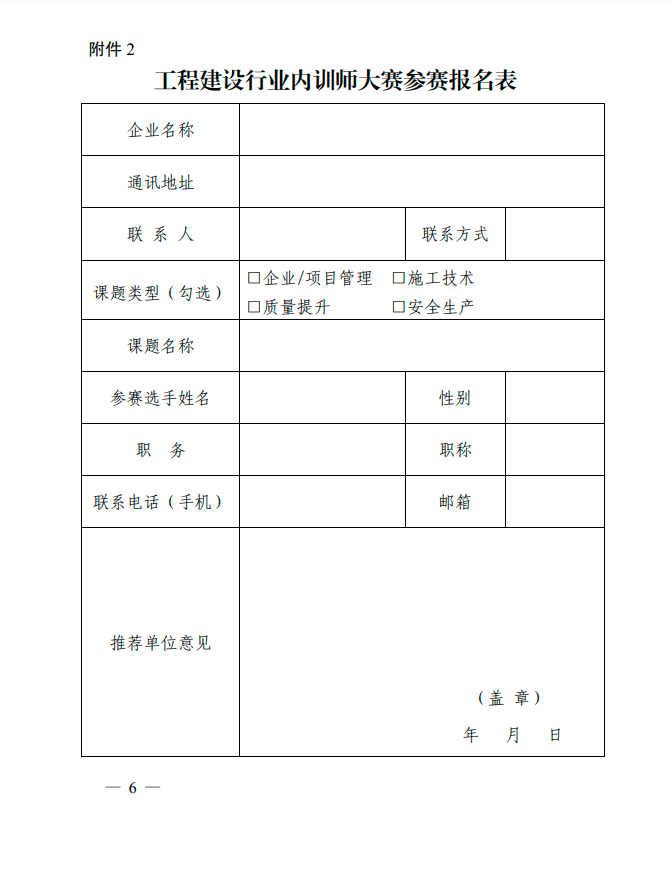 附件 2
工程建设行业内训师大赛参赛报名表
企业名称
通讯地址
联 系 人
联系方式
课题类型（勾选）
□企业/项目管理 □施工技术
□质量提升 □安全生产
课题名称
参赛选手姓名
性别
职 务
职称
联系电话（手机）
邮箱
推荐单位意见
（盖 章）
年 月 日
— 6 —